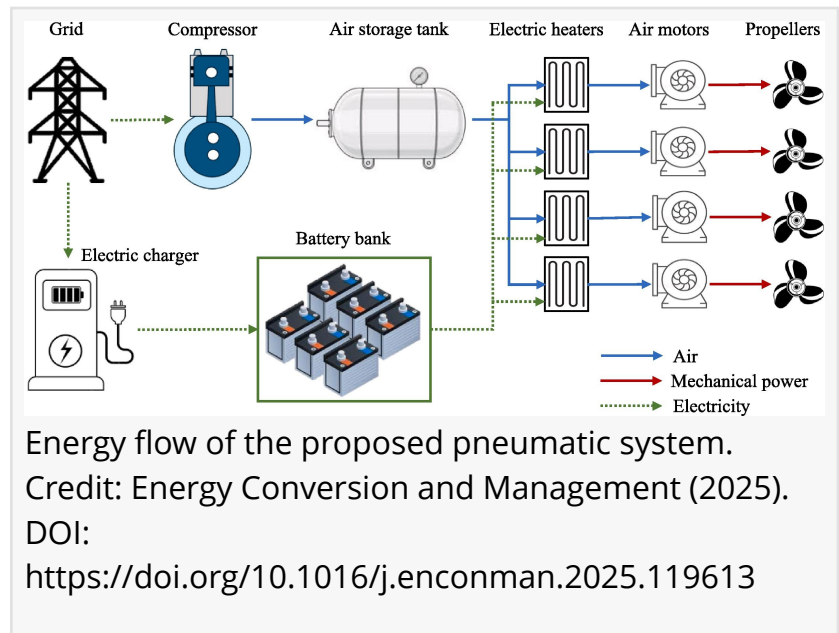 Grid
Compressor
Air storage tank
Electric heaters
Air motors
Propellers
Electric charger
Battery bank
Air
Mechanical power
Electricity
Energy flow of the proposed pneumatic system.
Credit: Energy Conversion and Management (2025).
DOI:
https://doi.org/10.1016/j.enconman.2025.119613